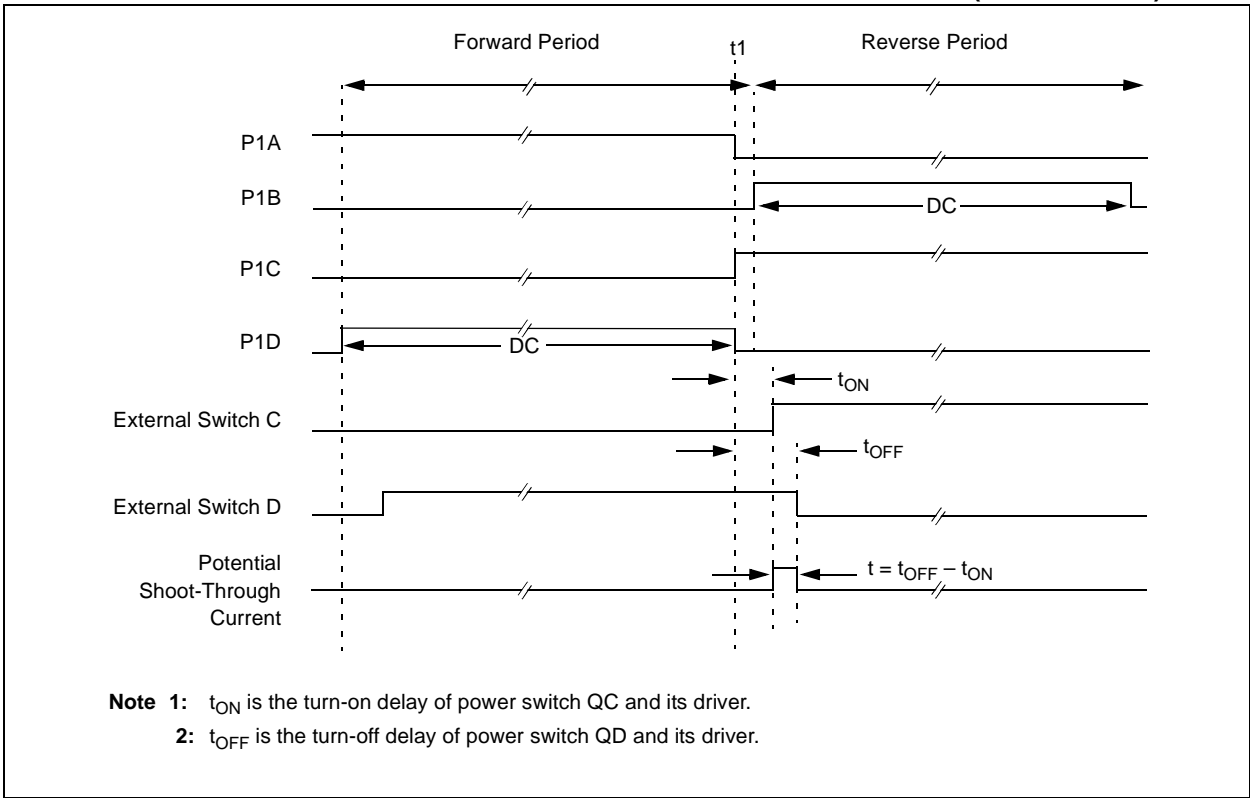 Forward Period
t1
Reverse Period
P1A
P1B
DC
P1C
P1D
DC
tON
External Switch C
tOFF
External Switch D
Potential
Shoot-Through
Current
t = tOFF – tON
Note 1: tON is the turn-on delay of power switch QC and its driver.
2: tOFF is the turn-off delay of power switch QD and its driver.